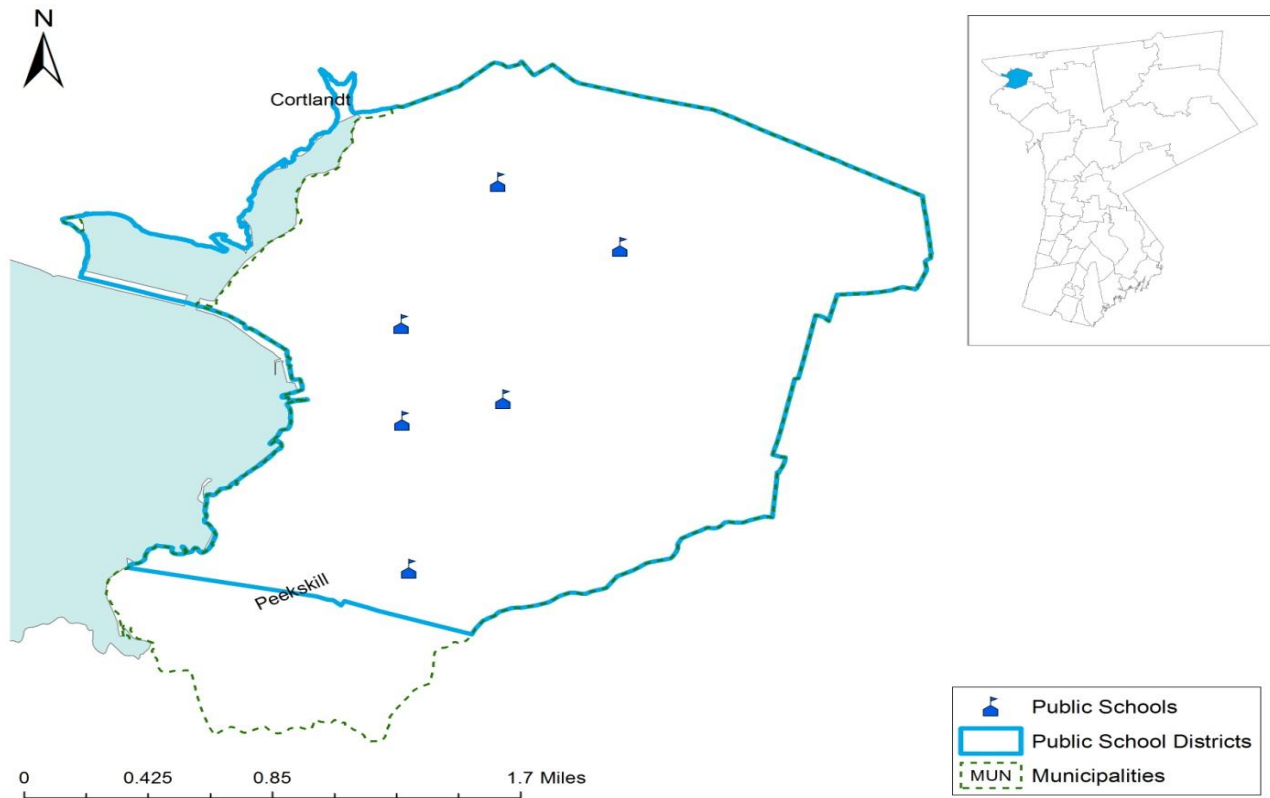 N
Cortlandt
Peekskill
0 0.425 0.85 1.7 Miles
Public Schools
Public School Districts
MUN Municipalities